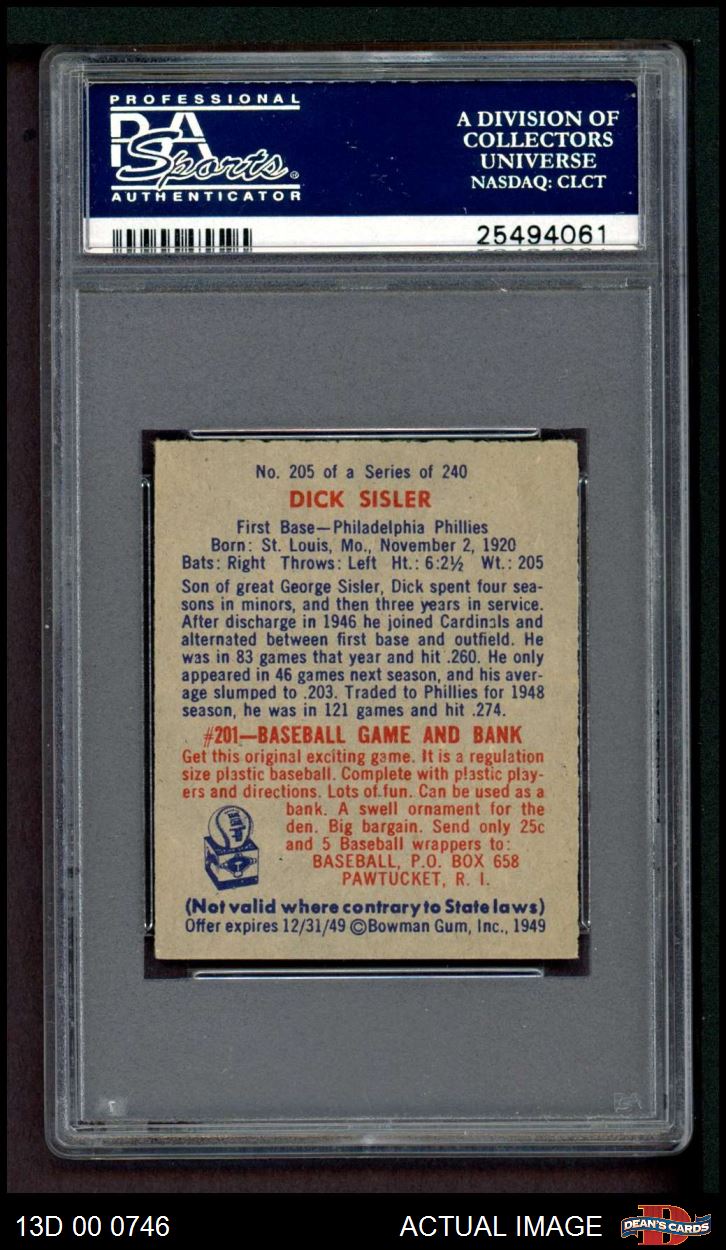 PROFESSIONAL
PSA
Sports®
AUTHENTICATOR
A DIVISION OF
COLLECTORS
UNIVERSE
NASDAQ: CLCT
25494061
No. 205 of a Series of 240
DICK SISLER
First Base—Philadelphia Phillies
Born: St. Louis, Mo., November 2, 1920
Bats: Right Throws: Left Ht.: 6:2½ Wt.: 205
Son of great George Sisler, Dick spent four sea-
sons in minors, and then three years in service.
After discharge in 1946 he joined Cardinals and
alternated between first base and outfield. He
was in 83 games that year and hit .260. He only
appeared in 46 games next season, and his aver-
age slumped to .203. Traded to Phillies for 1948
season, he was in 121 games and hit .274.
#201—BASEBALL GAME AND BANK
Get this original exciting game. It is a regulation
size plastic baseball. Complete with plastic play-
ers and directions. Lots of fun. Can be used as a
bank. A swell ornament for the
den. Big bargain. Send only 25c
and 5 Baseball wrappers to:
BASEBALL, P.O. BOX 658
PAWTUCKET, R. I.
(Not valid where contrary to State laws)
Offer expires 12/31/49 ©Bowman Gum, Inc., 1949
PSA
13D 00 0746
ACTUAL IMAGE
D
DEAN'S CARDS